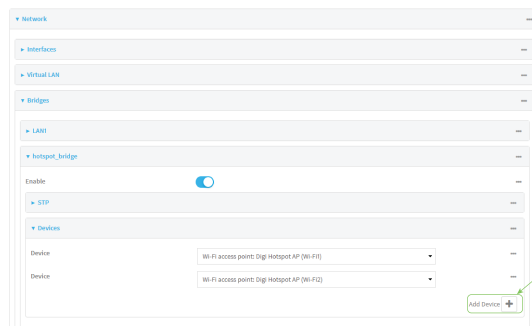 Network
Interfaces
Virtual LAN
Bridges
LAN1
hotspot_bridge
Enable
STP
Devices
Device Wi-Fi access point: Digi Hotspot AP (Wi-Fi1)
Device Wi-Fi access point: Digi Hotspot AP (Wi-Fi2)
Add Device